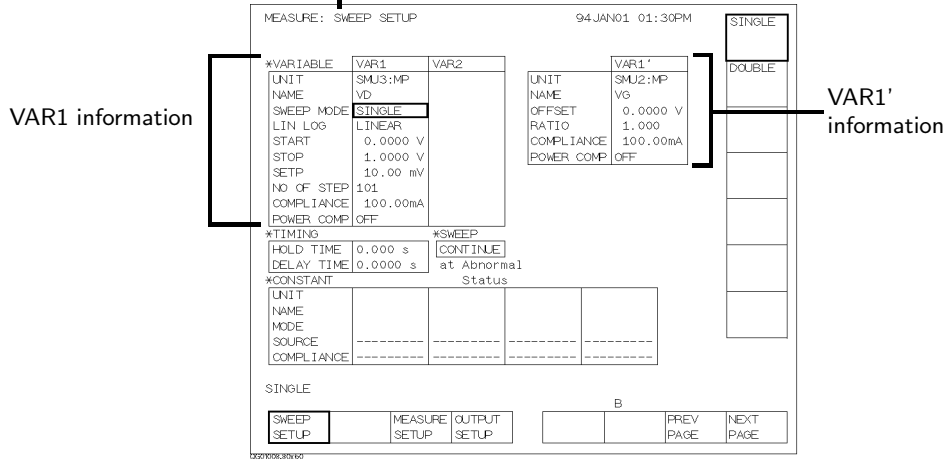 MEASURE: SWEEP SETUP 94JAN01 01:30PM SINGLE
*VARIABLE VAR1 VAR2 VAR1' DOUBLE
UNIT SMU3:MP UNIT SMU2:MP
NAME VD NAME VG
SWEEP MODE SINGLE OFFSET 0.0000 V
LIN LOG LINEAR RATIO 1.000
START 0.0000 V COMPLIANCE 100.00mA
STOP 1.0000 V POWER COMP OFF
SETP 10.00 mV
NO OF STEP 101
COMPLIANCE 100.00mA
POWER COMP OFF
VAR1 information
VAR1'
information
*TIMING *SWEEP
HOLD TIME 0.000 s CONTINUE
DELAY TIME 0.0000 s at Abnormal
*CONSTANT Status
UNIT
NAME
MODE
SOURCE --------- --------- --------- ---------
COMPLIANCE --------- --------- --------- ---------
SINGLE
B
SWEEP MEASURE OUTPUT PREV NEXT
SETUP SETUP SETUP PAGE PAGE